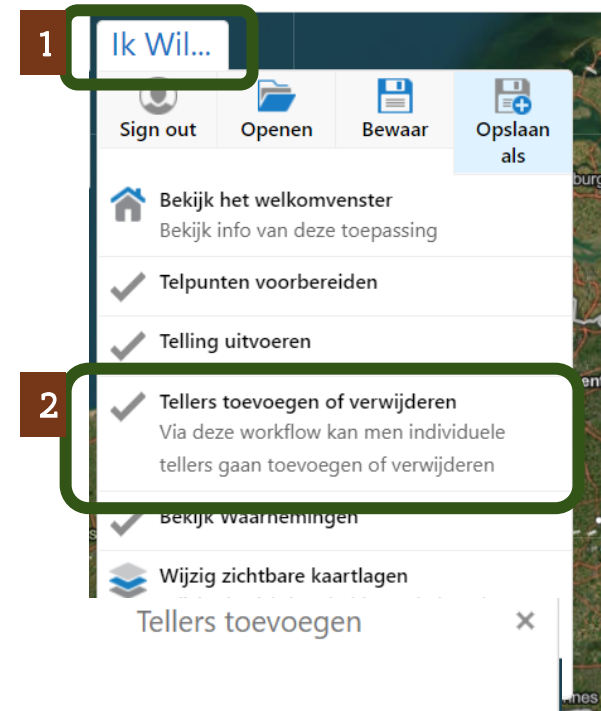 1
Ik Wil...
Sign out Openen Bewaar Opslaan
als
Bekijk het welkomvenster
Bekijk info van deze toepassing
Telpunten voorbereiden
Telling uitvoeren
2
Tellers toevoegen of verwijderen
Via deze workflow kan men individuele
tellers gaan toevoegen of verwijderen
Bekijk Waarnemingen
Wijzig zichtbare kaartlagen
Tellers toevoegen